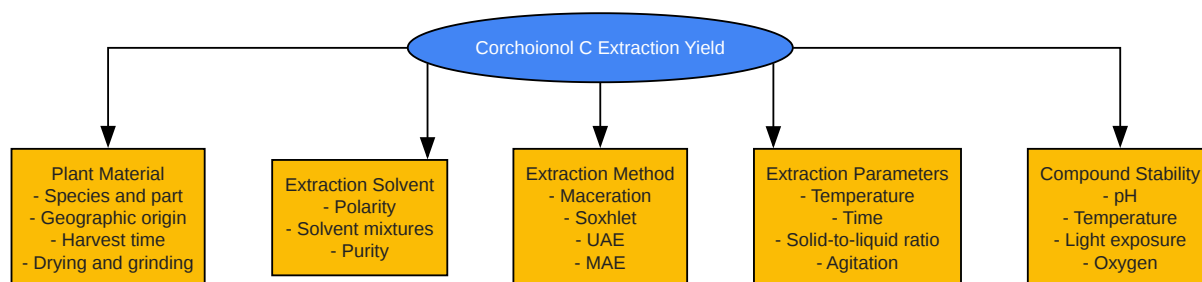 Corchoionol C Extraction Yield
Plant Material
- Species and part
- Geographic origin
- Harvest time
- Drying and grinding
Extraction Solvent
- Polarity
- Solvent mixtures
- Purity
Extraction Method
- Maceration
- Soxhlet
- UAE
- MAE
Extraction Parameters
- Temperature
- Time
- Solid-to-liquid ratio
- Agitation
Compound Stability
- pH
- Temperature
- Light exposure
- Oxygen